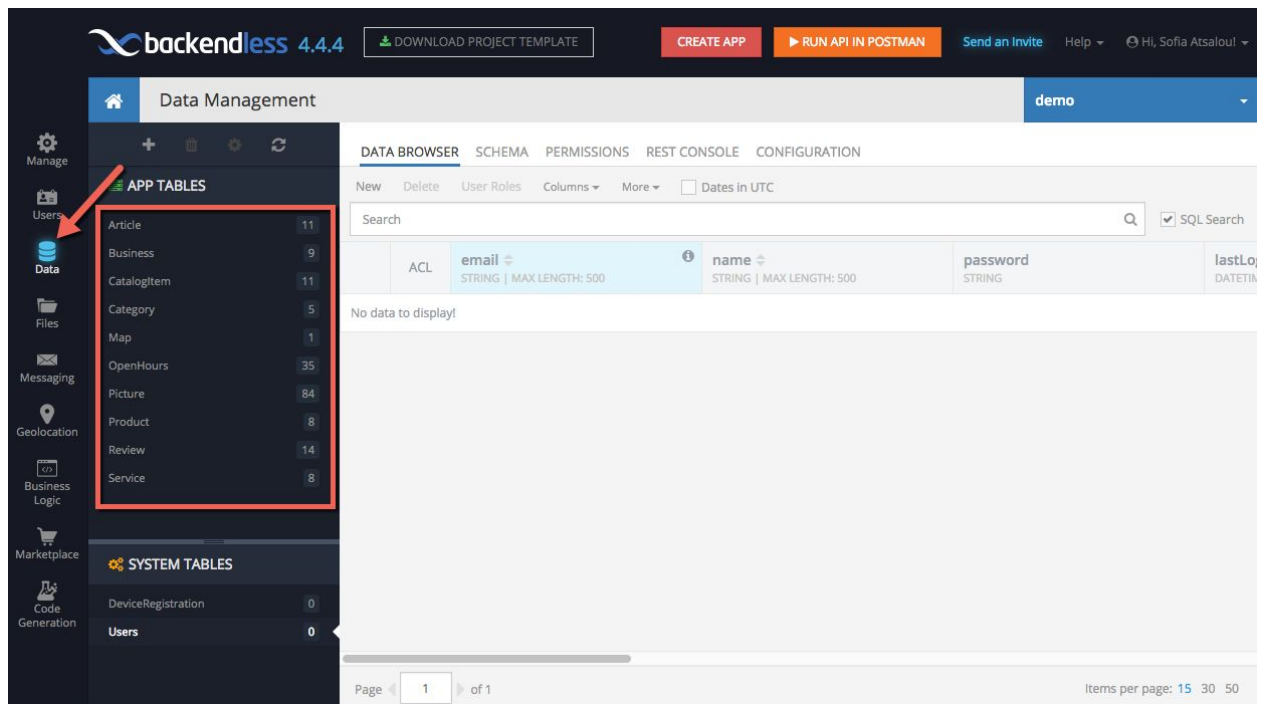 backendless 4.4.4 DOWNLOAD PROJECT TEMPLATE CREATE APP RUN API IN POSTMAN Send an Invite Help Hi, Sofia Atsalou!
Data Management demo
Manage
Users
Data
Files
Messaging
Geolocation
Business
Logic
Marketplace
Code
Generation
APP TABLES
Article 11
Business 9
CatalogItem 11
Category 5
Map 1
OpenHours 35
Picture 84
Product 8
Review 14
Service 8
SYSTEM TABLES
DeviceRegistration 0
Users 0
DATA BROWSER SCHEMA PERMISSIONS REST CONSOLE CONFIGURATION
New Delete User Roles Columns More Dates in UTC
Search SQL Search
ACL email name password lastLo
STRING | MAX LENGTH: 500 STRING | MAX LENGTH: 500 STRING DATETIM
No data to display!
Page 1 of 1 Items per page: 15 30 50